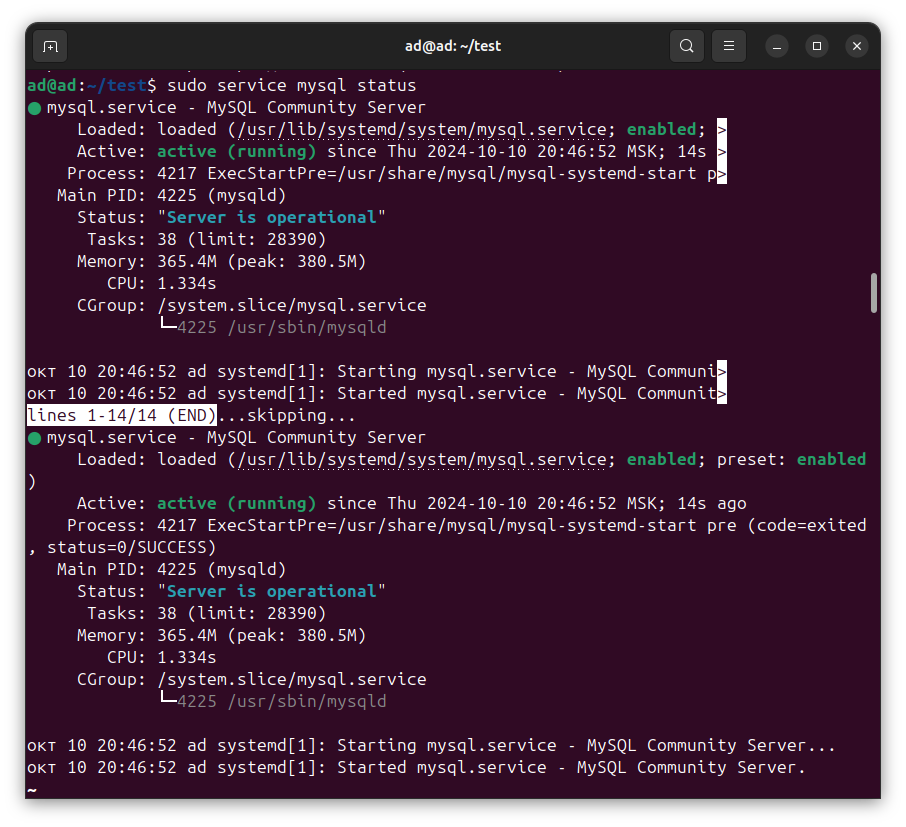 ad@ad: ~/test
ad@ad:~/test$ sudo service mysql status
● mysql.service - MySQL Community Server
     Loaded: loaded (/usr/lib/systemd/system/mysql.service; enabled; >
     Active: active (running) since Thu 2024-10-10 20:46:52 MSK; 14s >
    Process: 4217 ExecStartPre=/usr/share/mysql/mysql-systemd-start p>
   Main PID: 4225 (mysqld)
     Status: "Server is operational"
      Tasks: 38 (limit: 28390)
     Memory: 365.4M (peak: 380.5M)
        CPU: 1.334s
     CGroup: /system.slice/mysql.service
             └─4225 /usr/sbin/mysqld
окт 10 20:46:52 ad systemd[1]: Starting mysql.service - MySQL Communi>
окт 10 20:46:52 ad systemd[1]: Started mysql.service - MySQL Communit>
lines 1-14/14 (END)...skipping...
● mysql.service - MySQL Community Server
     Loaded: loaded (/usr/lib/systemd/system/mysql.service; enabled; preset: enabled
)
     Active: active (running) since Thu 2024-10-10 20:46:52 MSK; 14s ago
    Process: 4217 ExecStartPre=/usr/share/mysql/mysql-systemd-start pre (code=exited
, status=0/SUCCESS)
   Main PID: 4225 (mysqld)
     Status: "Server is operational"
      Tasks: 38 (limit: 28390)
     Memory: 365.4M (peak: 380.5M)
        CPU: 1.334s
     CGroup: /system.slice/mysql.service
             └─4225 /usr/sbin/mysqld
окт 10 20:46:52 ad systemd[1]: Starting mysql.service - MySQL Community Server...
окт 10 20:46:52 ad systemd[1]: Started mysql.service - MySQL Community Server.
~